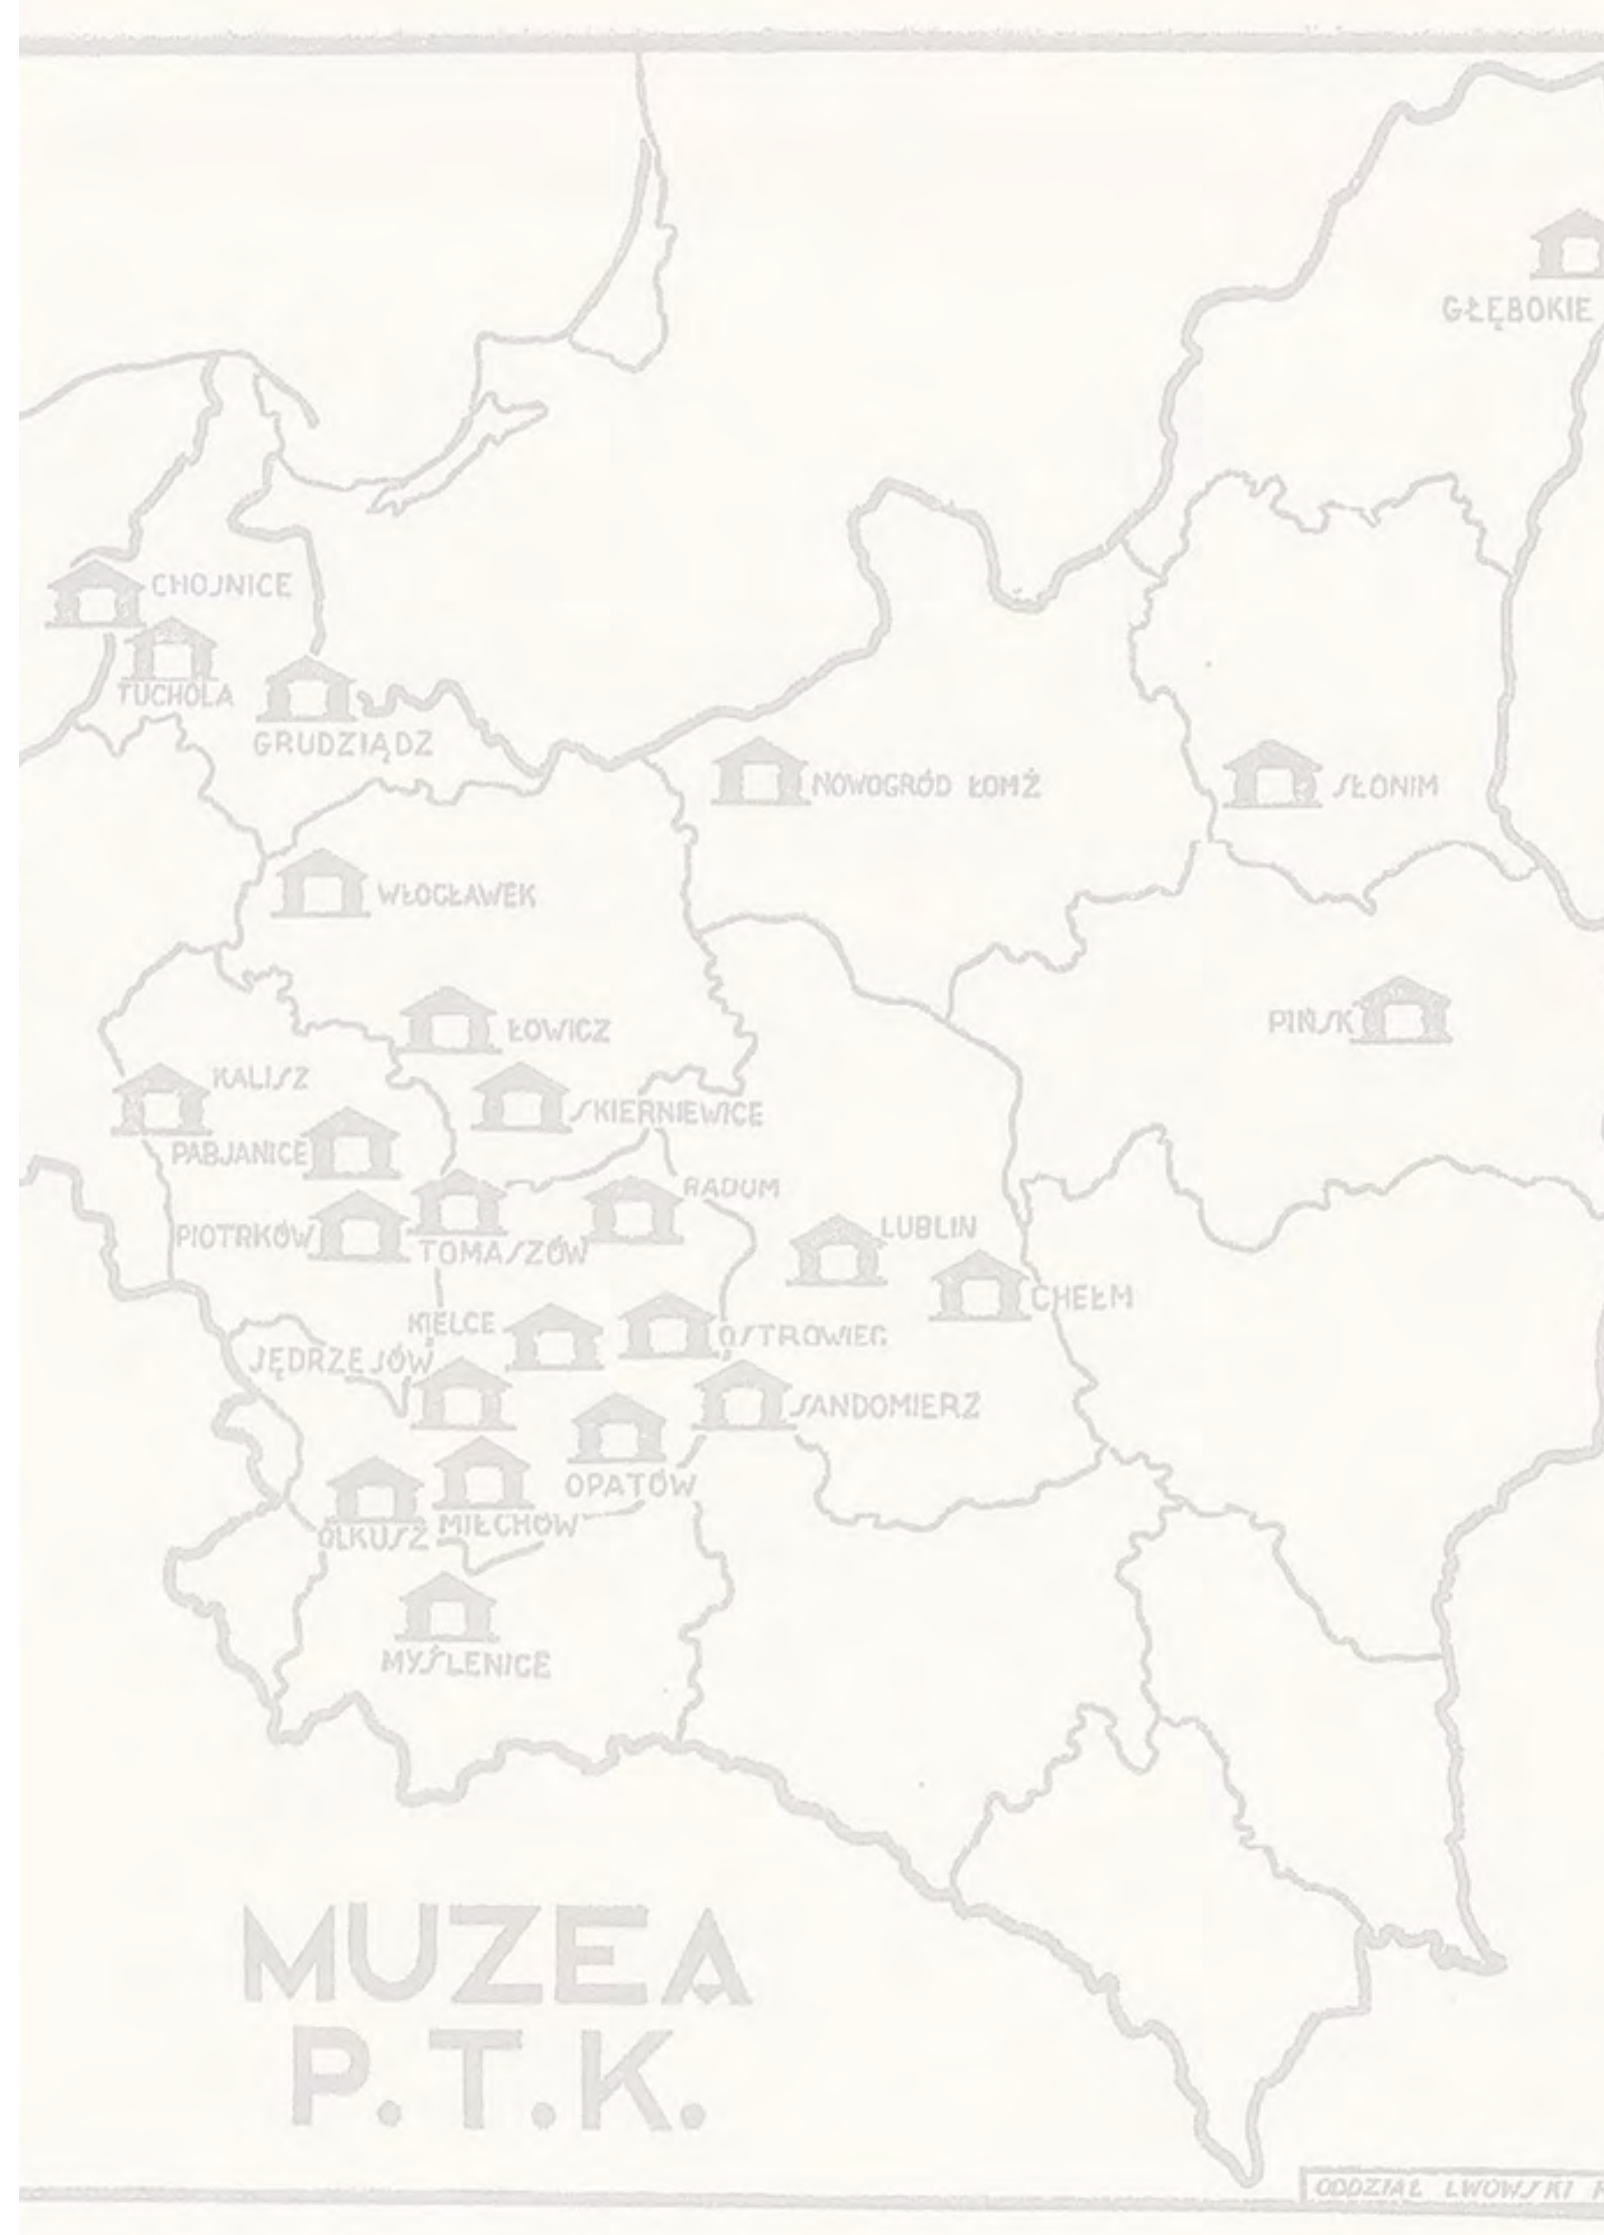 GŁĘBOKIE
CHOJNICE
TUCHOLA
GRUDZIĄDZ
NOWOGRÓD ŁOMŻ
SŁONIM
WŁOCŁAWEK
ŁOWICZ
PIŃSK
KALISZ
SKIERNIEWICE
PABJANICE
RADOM
PIOTRKÓW
TOMASZÓW
LUBLIN
CHEŁM
KIELCE
OSTROWIEC
JĘDRZEJÓW
SANDOMIERZ
OPATÓW
OLKUSZ
MIECHÓW
MYŚLENICE
MUZEA
P.T.K.
ODDZIAŁ LWOWSKI